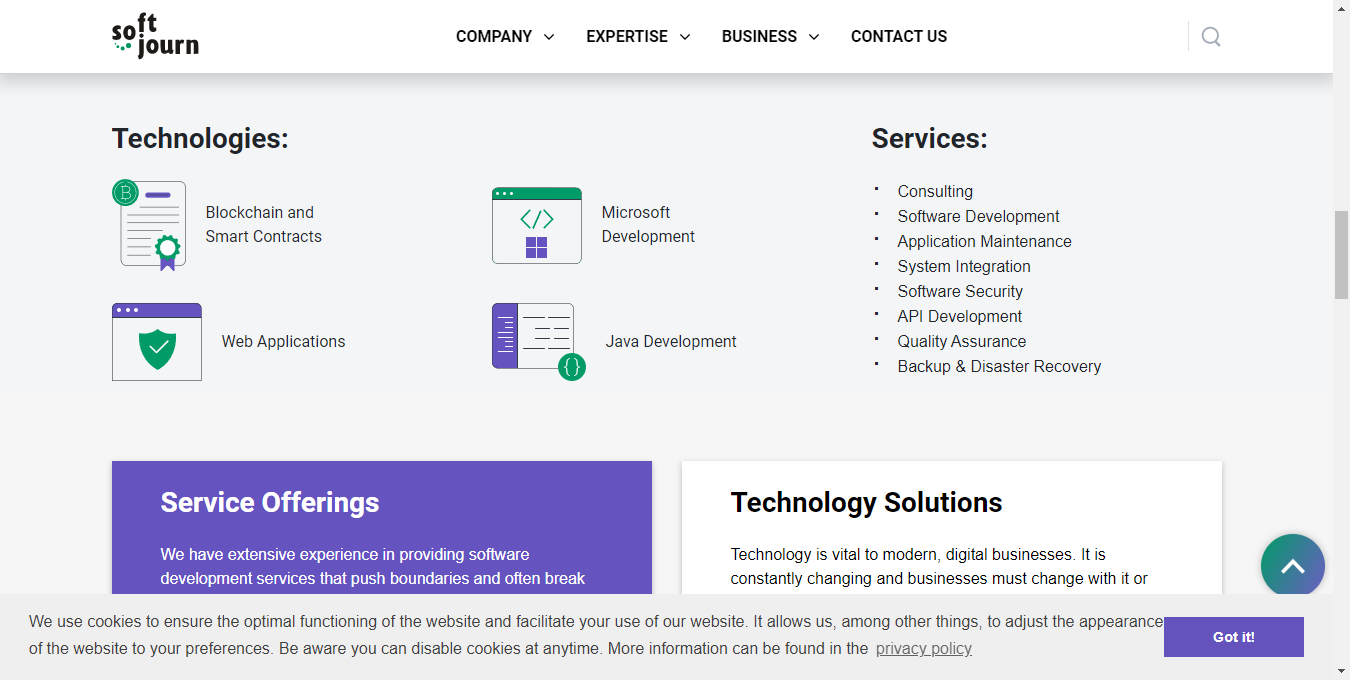 soft
journ
COMPANY
EXPERTISE
BUSINESS
CONTACT US
Technologies:
Blockchain and
Smart Contracts
Microsoft
Development
Web Applications
Java Development
Services:
Consulting
Software Development
Application Maintenance
System Integration
Software Security
API Development
Quality Assurance
Backup & Disaster Recovery
Service Offerings
We have extensive experience in providing software
development services that push boundaries and often break
Technology Solutions
Technology is vital to modern, digital businesses. It is
constantly changing and businesses must change with it or
We use cookies to ensure the optimal functioning of the website and facilitate your use of our website. It allows us, among other things, to adjust the appearance
of the website to your preferences. Be aware you can disable cookies at anytime. More information can be found in the privacy policy
Got it!